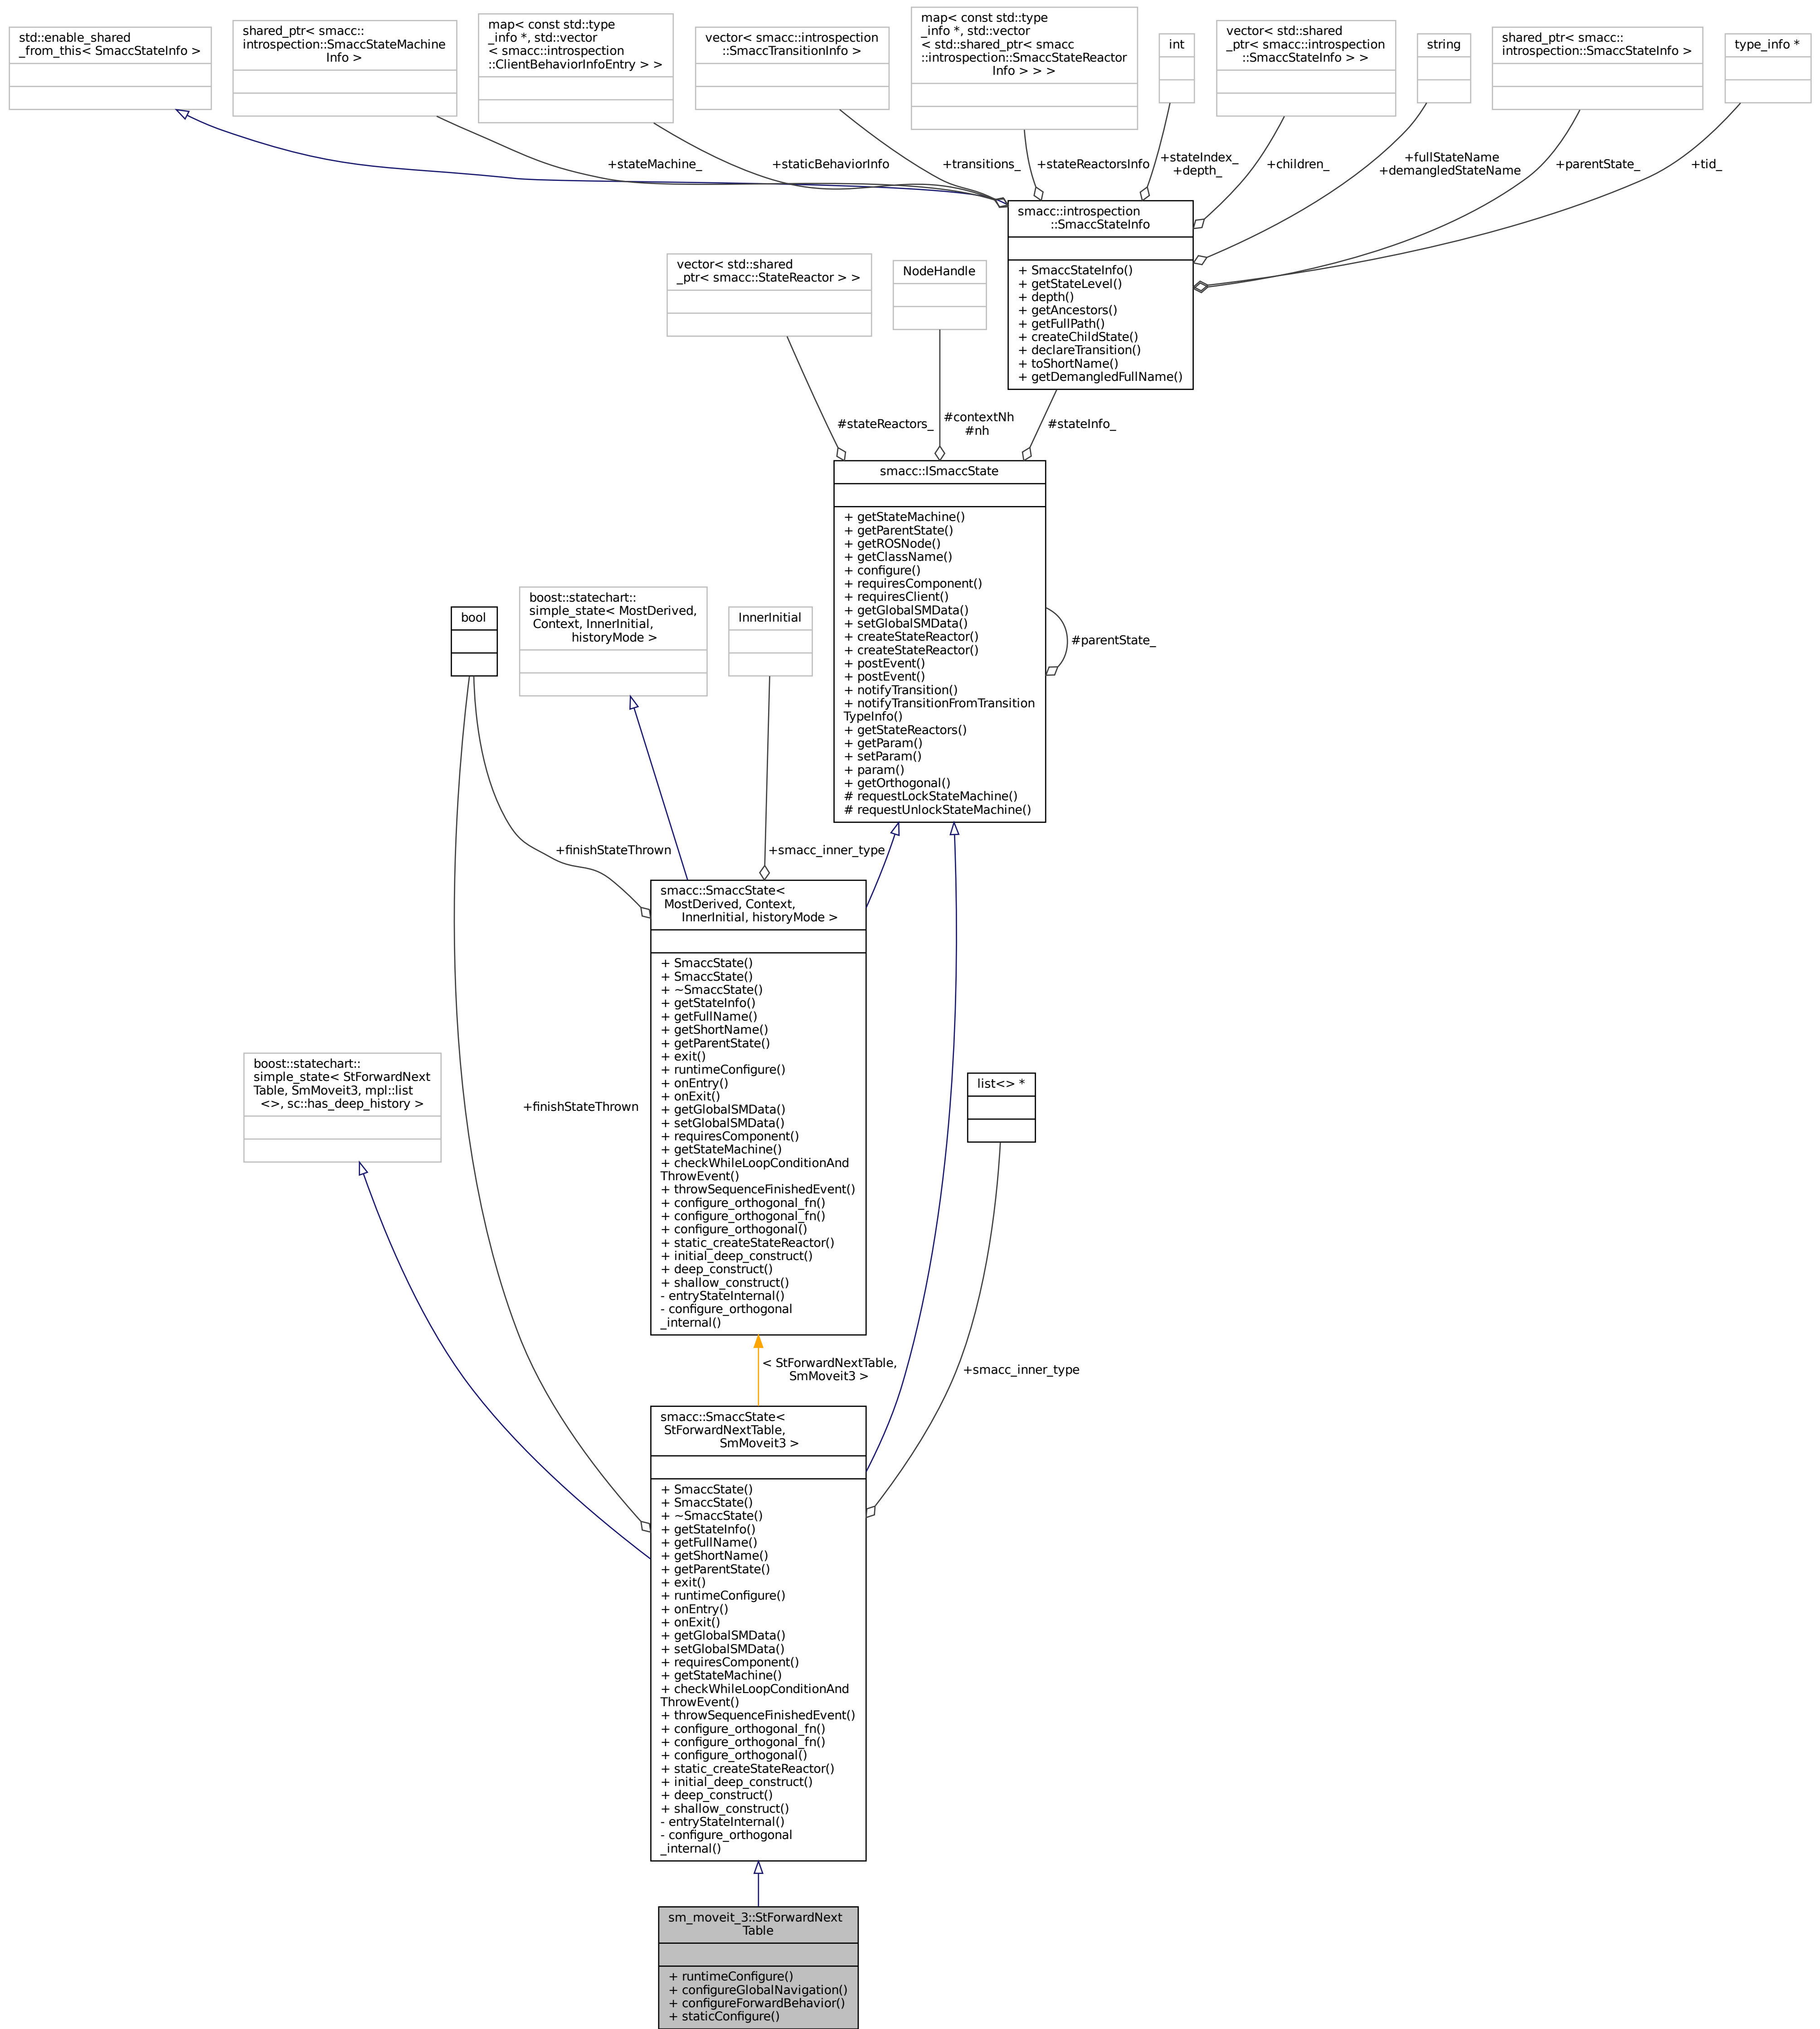 std::enable_shared
_from_this< SmaccStateInfo >
shared_ptr< smacc::
introspection::SmaccStateMachine
Info >
map< const std::type
_info *, std::vector
< smacc::introspection
::ClientBehaviorInfoEntry > >
vector< smacc::introspection
::SmaccTransitionInfo >
map< const std::type
_info *, std::vector
< std::shared_ptr< smacc
::introspection::SmaccStateReactor
Info > > >
int
vector< std::shared
_ptr< smacc::introspection
::SmaccStateInfo > >
string
shared_ptr< smacc::
introspection::SmaccStateInfo >
type_info *
+stateMachine_
+staticBehaviorInfo
+transitions_
+stateReactorsInfo
+stateIndex_
+depth_
+children_
+fullStateName
+demangledStateName
+parentState_
+tid_
smacc::introspection
::SmaccStateInfo
+ SmaccStateInfo()
+ getStateLevel()
+ depth()
+ getAncestors()
+ getFullPath()
+ createChildState()
+ declareTransition()
+ toShortName()
+ getDemangledFullName()
vector< std::shared
_ptr< smacc::StateReactor > >
NodeHandle
#stateReactors_
#contextNh
#nh
#stateInfo_
smacc::ISmaccState
+ getStateMachine()
+ getParentState()
+ getROSNode()
+ getClassName()
+ configure()
+ requiresComponent()
+ requiresClient()
+ getGlobalSMData()
+ setGlobalSMData()
+ createStateReactor()
+ createStateReactor()
+ postEvent()
+ postEvent()
+ notifyTransition()
+ notifyTransitionFromTransition
TypeInfo()
+ getStateReactors()
+ getParam()
+ setParam()
+ param()
+ getOrthogonal()
# requestLockStateMachine()
# requestUnlockStateMachine()
#parentState_
bool
boost::statechart::
simple_state< MostDerived,
Context, InnerInitial,
historyMode >
InnerInitial
+finishStateThrown
+smacc_inner_type
smacc::SmaccState<
MostDerived, Context,
InnerInitial, historyMode >
+ SmaccState()
+ SmaccState()
+ ~SmaccState()
+ getStateInfo()
+ getFullName()
+ getShortName()
+ getParentState()
+ exit()
+ runtimeConfigure()
+ onEntry()
+ onExit()
+ getGlobalSMData()
+ setGlobalSMData()
+ requiresComponent()
+ getStateMachine()
+ checkWhileLoopConditionAnd
ThrowEvent()
+ throwSequenceFinishedEvent()
+ configure_orthogonal_fn()
+ configure_orthogonal_fn()
+ configure_orthogonal()
+ static_createStateReactor()
+ initial_deep_construct()
+ deep_construct()
+ shallow_construct()
- entryStateInternal()
- configure_orthogonal
_internal()
boost::statechart::
simple_state< StForwardNext
Table, SmMoveit3, mpl::list
<>, sc::has_deep_history >
+finishStateThrown
list<> *
< StForwardNextTable,
SmMoveit3 >
+smacc_inner_type
smacc::SmaccState<
StForwardNextTable,
SmMoveit3 >
+ SmaccState()
+ SmaccState()
+ ~SmaccState()
+ getStateInfo()
+ getFullName()
+ getShortName()
+ getParentState()
+ exit()
+ runtimeConfigure()
+ onEntry()
+ onExit()
+ getGlobalSMData()
+ setGlobalSMData()
+ requiresComponent()
+ getStateMachine()
+ checkWhileLoopConditionAnd
ThrowEvent()
+ throwSequenceFinishedEvent()
+ configure_orthogonal_fn()
+ configure_orthogonal_fn()
+ configure_orthogonal()
+ static_createStateReactor()
+ initial_deep_construct()
+ deep_construct()
+ shallow_construct()
- entryStateInternal()
- configure_orthogonal
_internal()
sm_moveit_3::StForwardNext
Table
+ runtimeConfigure()
+ configureGlobalNavigation()
+ configureForwardBehavior()
+ staticConfigure()